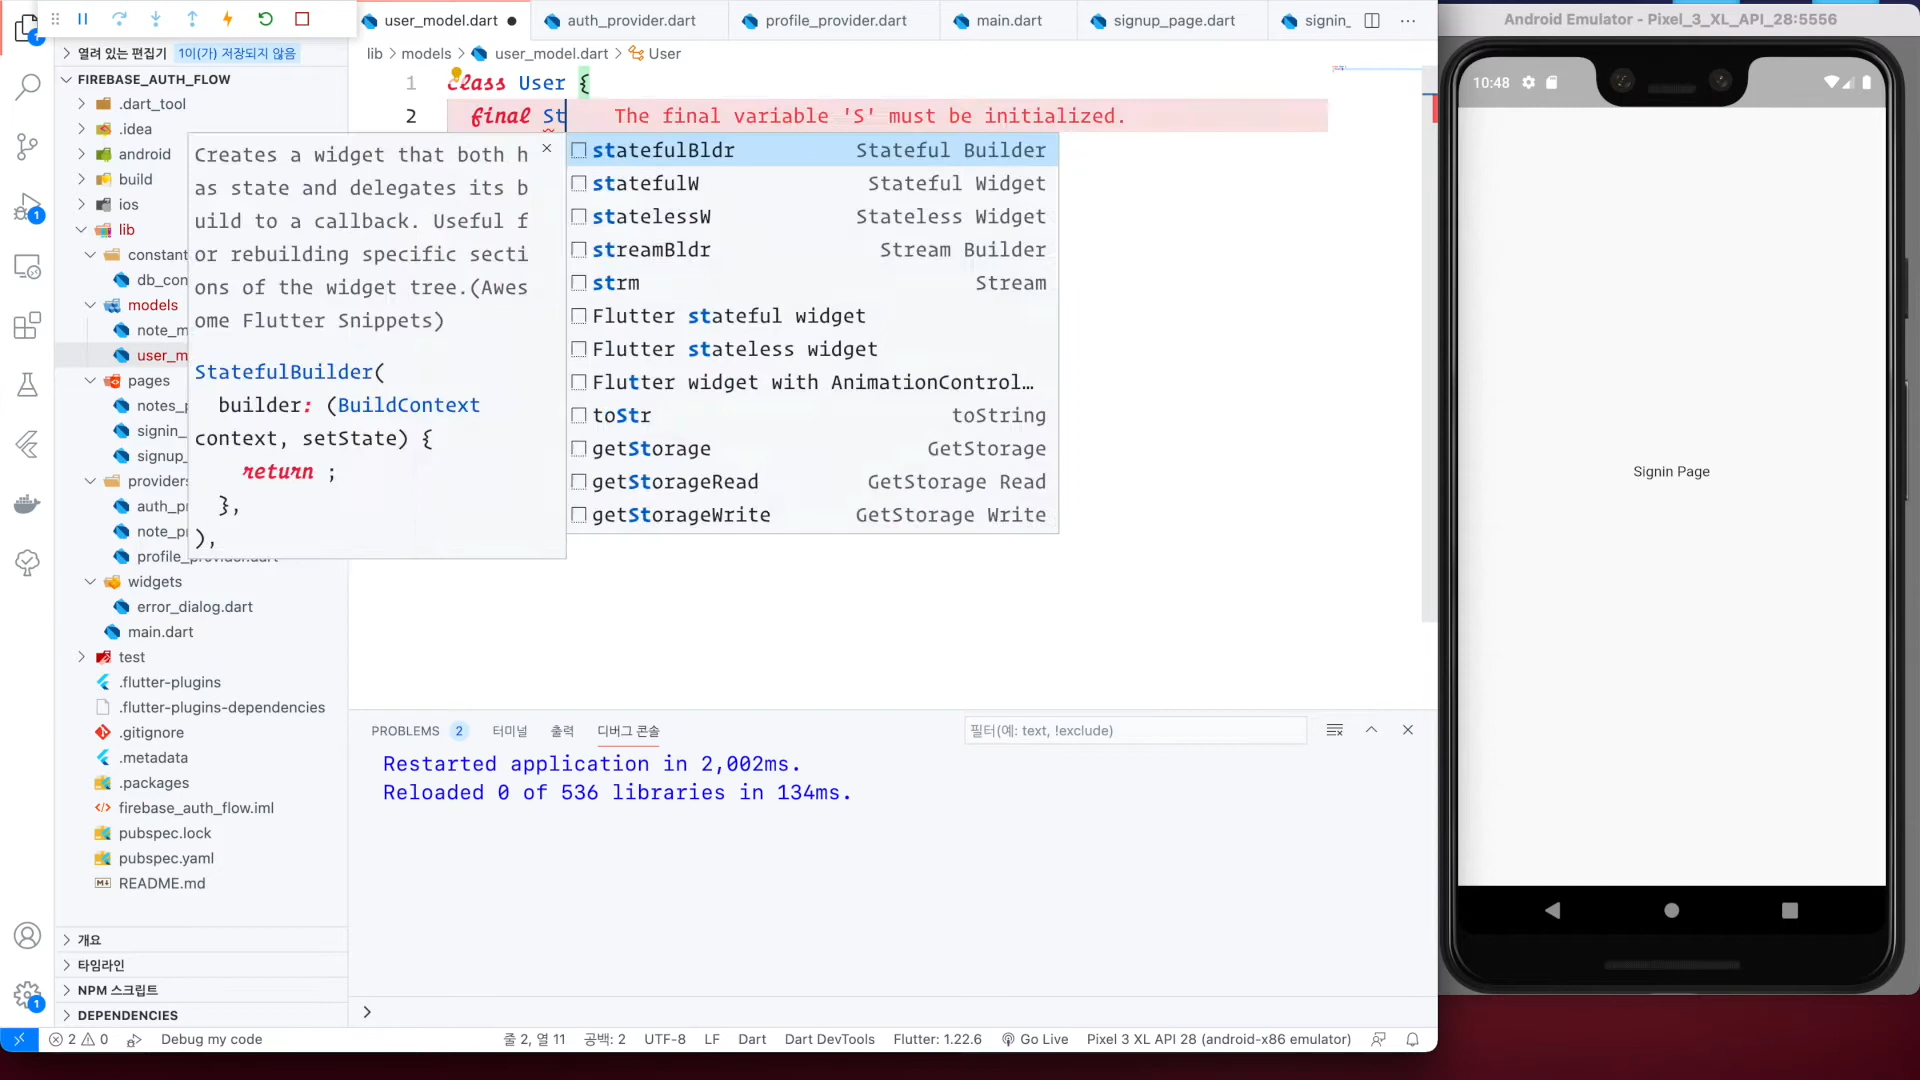 user_model.dart
auth_provider.dart
profile_provider.dart
main.dart
signup_page.dart
signin_
Android Emulator - Pixel_3_XL_API_28:5556
열려 있는 편집기 1이(가) 저장되지 않음
lib > models > user_model.dart > User
FIREBASE_AUTH_FLOW
.dart_tool
.idea
android
build
ios
lib
constant
db_con
models
note_m
user_m
pages
notes_p
signin_
signup_
providers
auth_pr
note_pr
profile_provider.dart
widgets
error_dialog.dart
main.dart
test
.flutter-plugins
.flutter-plugins-dependencies
.gitignore
.metadata
.packages
firebase_auth_flow.iml
pubspec.lock
pubspec.yaml
README.md
개요
타임라인
NPM 스크립트
DEPENDENCIES
1 class User {
2 final St The final variable 'S' must be initialized.
Creates a widget that both h
as state and delegates its b
uild to a callback. Useful f
or rebuilding specific secti
ons of the widget tree.(Awes
ome Flutter Snippets)
StatefulBuilder(
builder: (BuildContext
context, setState) {
return ;
},
),
statefulBldr Stateful Builder
statefulW Stateful Widget
statelessW Stateless Widget
streamBldr Stream Builder
strm Stream
Flutter stateful widget
Flutter stateless widget
Flutter widget with AnimationControl…
toStr toString
getStorage GetStorage
getStorageRead GetStorage Read
getStorageWrite GetStorage Write
PROBLEMS 2 터미널 출력 디버그 콘솔 필터(예: text, !exclude)
Restarted application in 2,002ms.
Reloaded 0 of 536 libraries in 134ms.
2 0 Debug my code 줄 2, 열 11 공백: 2 UTF-8 LF Dart Dart DevTools Flutter: 1.22.6 Go Live Pixel 3 XL API 28 (android-x86 emulator)
10:48
Signin Page
1
1
1